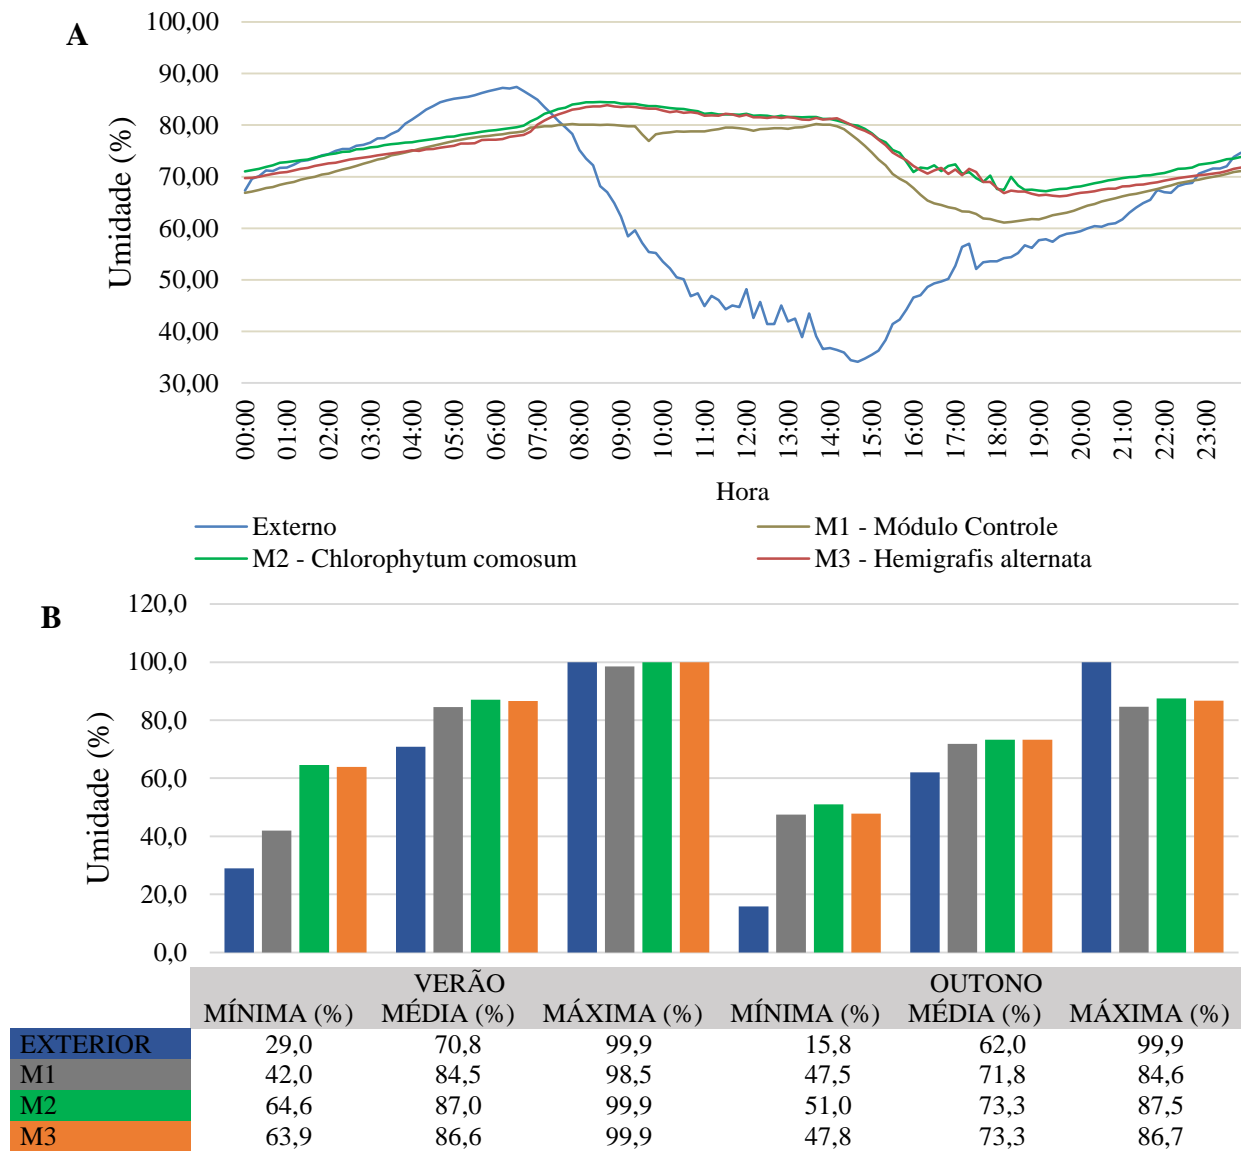 A
100,00
90,00
80,00
70,00
60,00
50,00
40,00
30,00
Umidade (%)
00:00 01:00 02:00 03:00 04:00 05:00 06:00 07:00 08:00 09:00 10:00 11:00 12:00 13:00 14:00 15:00 16:00 17:00 18:00 19:00 20:00 21:00 22:00 23:00
Hora
Externo M1 - Módulo Controle
M2 - Chlorophytum comosum M3 - Hemigrafis alternata
B
120,0
100,0
80,0
60,0
40,0
20,0
0,0
Umidade (%)
VERÃO OUTONO
MÍNIMA (%) MÉDIA (%) MÁXIMA (%) MÍNIMA (%) MÉDIA (%) MÁXIMA (%)
EXTERIOR 29,0 70,8 99,9 15,8 62,0 99,9
M1 42,0 84,5 98,5 47,5 71,8 84,6
M2 64,6 87,0 99,9 51,0 73,3 87,5
M3 63,9 86,6 99,9 47,8 73,3 86,7